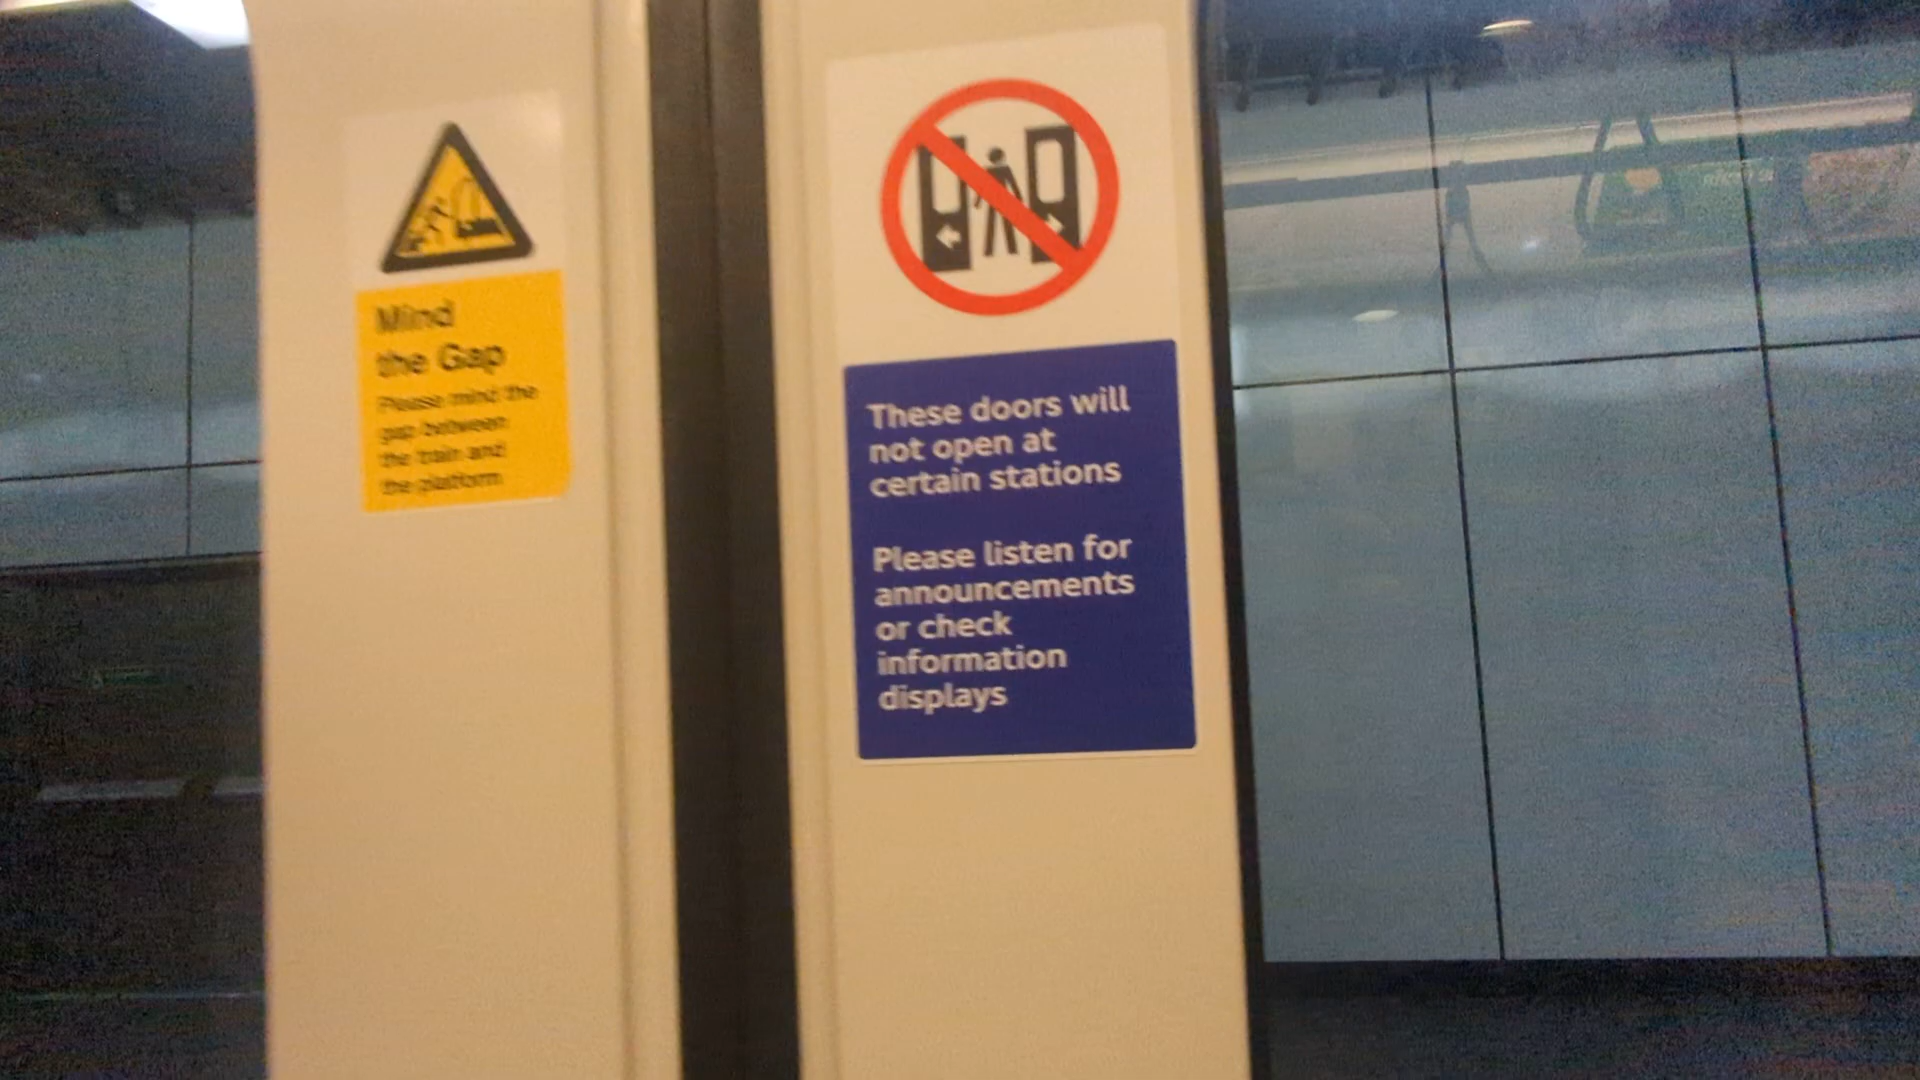 Mind
the Gap
Please mind the
gap between
the train and
the platform
These doors will
not open at
certain stations
Please listen for
announcements
or check
information
displays